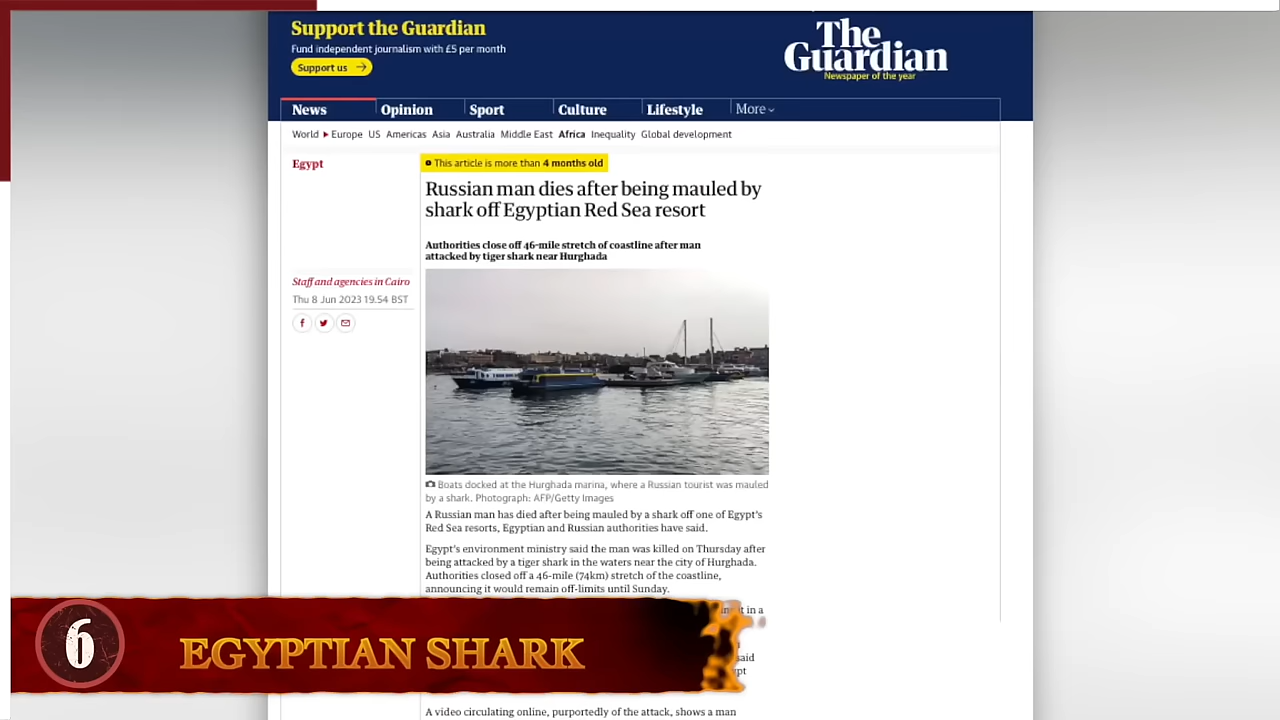 Support the Guardian
Fund independent journalism with £5 per month
Support us
The
Guardian
Newspaper of the year
News
Opinion
Sport
Culture
Lifestyle
More
World
Europe
US
Americas
Asia
Australia
Middle East
Africa
Inequality
Global development
Egypt
This article is more than 4 months old
Russian man dies after being mauled by
shark off Egyptian Red Sea resort
Authorities close off 46-mile stretch of coastline after man
attacked by tiger shark near Hurghada
Staff and agencies in Cairo
Thu 8 Jun 2023 19.54 BST
Boats docked at the Hurghada marina, where a Russian tourist was mauled
by a shark. Photograph: AFP/Getty Images
A Russian man has died after being mauled by a shark off one of Egypt's
Red Sea resorts, Egyptian and Russian authorities have said.
Egypt's environment ministry said the man was killed on Thursday after
being attacked by a tiger shark in the waters near the city of Hurghada.
Authorities closed off a 46-mile (74km) stretch of the coastline,
announcing it would remain off-limits until Sunday.
it in a
6
EGYPTIAN SHARK
A video circulating online, purportedly of the attack, shows a man